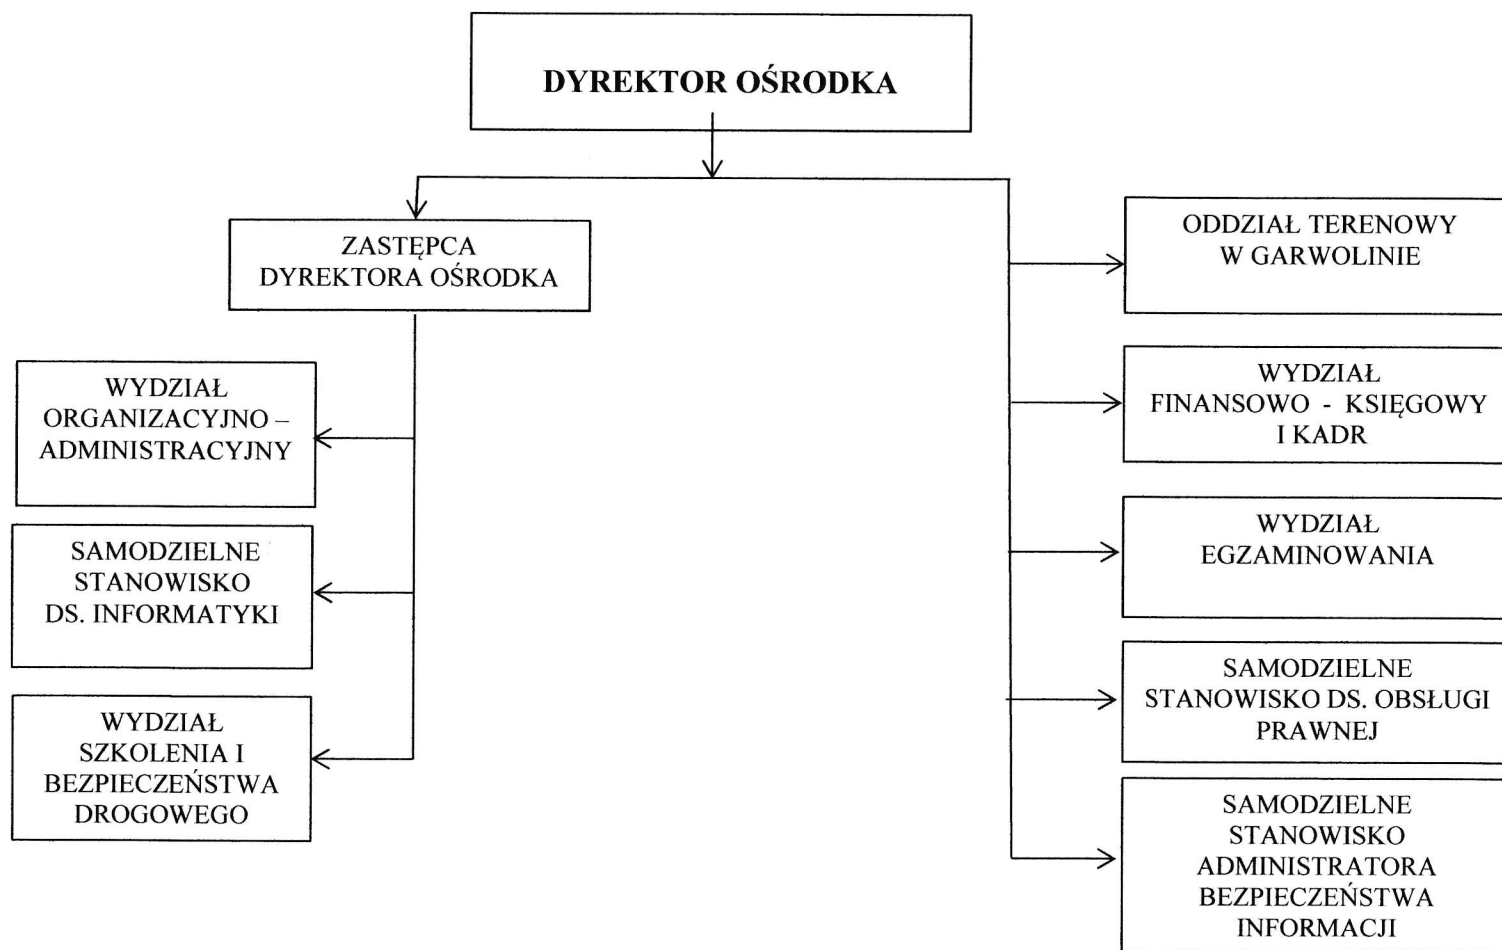 DYREKTOR OŚRODKA
ZASTĘPCA
DYREKTORA OŚRODKA
WYDZIAŁ
ORGANIZACYJNO –
ADMINISTRACYJNY
SAMODZIELNE
STANOWISKO
DS. INFORMATYKI
WYDZIAŁ
SZKOLENIA I
BEZPIECZEŃSTWA
DROGOWEGO
ODDZIAŁ TERENOWY
W GARWOLINIE
WYDZIAŁ
FINANSOWO - KSIĘGOWY
I KADR
WYDZIAŁ
EGZAMINOWANIA
SAMODZIELNE
STANOWISKO DS. OBSŁUGI
PRAWNEJ
SAMODZIELNE
STANOWISKO
ADMINISTRATORA
BEZPIECZEŃSTWA
INFORMACJI